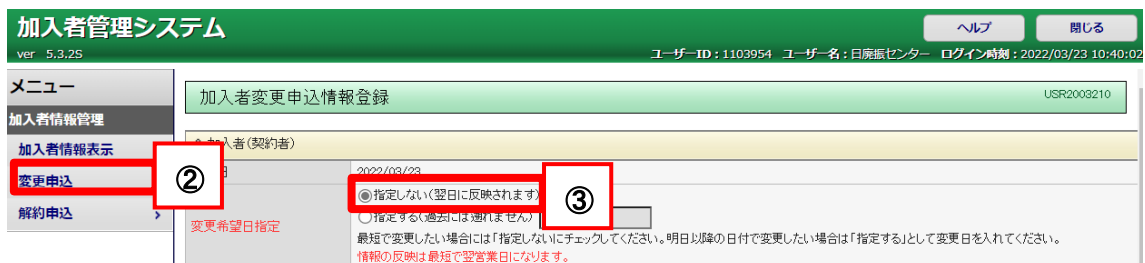 加入者管理システム
ヘルプ
閉じる
ver 5.3.2S
ユーザーID：1103954 ユーザー名：日廃振センター ログイン時刻：2022/03/23 10:40:02
メニュー
加入者変更申込情報登録
USR2003210
加入者情報管理
加入者(契約者)
加入者情報表示
2022/03/23
変更申込
②
指定しない(翌日に反映されます)
③
解約申込 >
指定する(過去には遡れません)
変更希望日指定
最短で変更したい場合には「指定しないにチェックしてください。明日以降の日付で変更したい場合は「指定する」として変更日を入れてください。
情報の反映は最短で翌営業日になります。